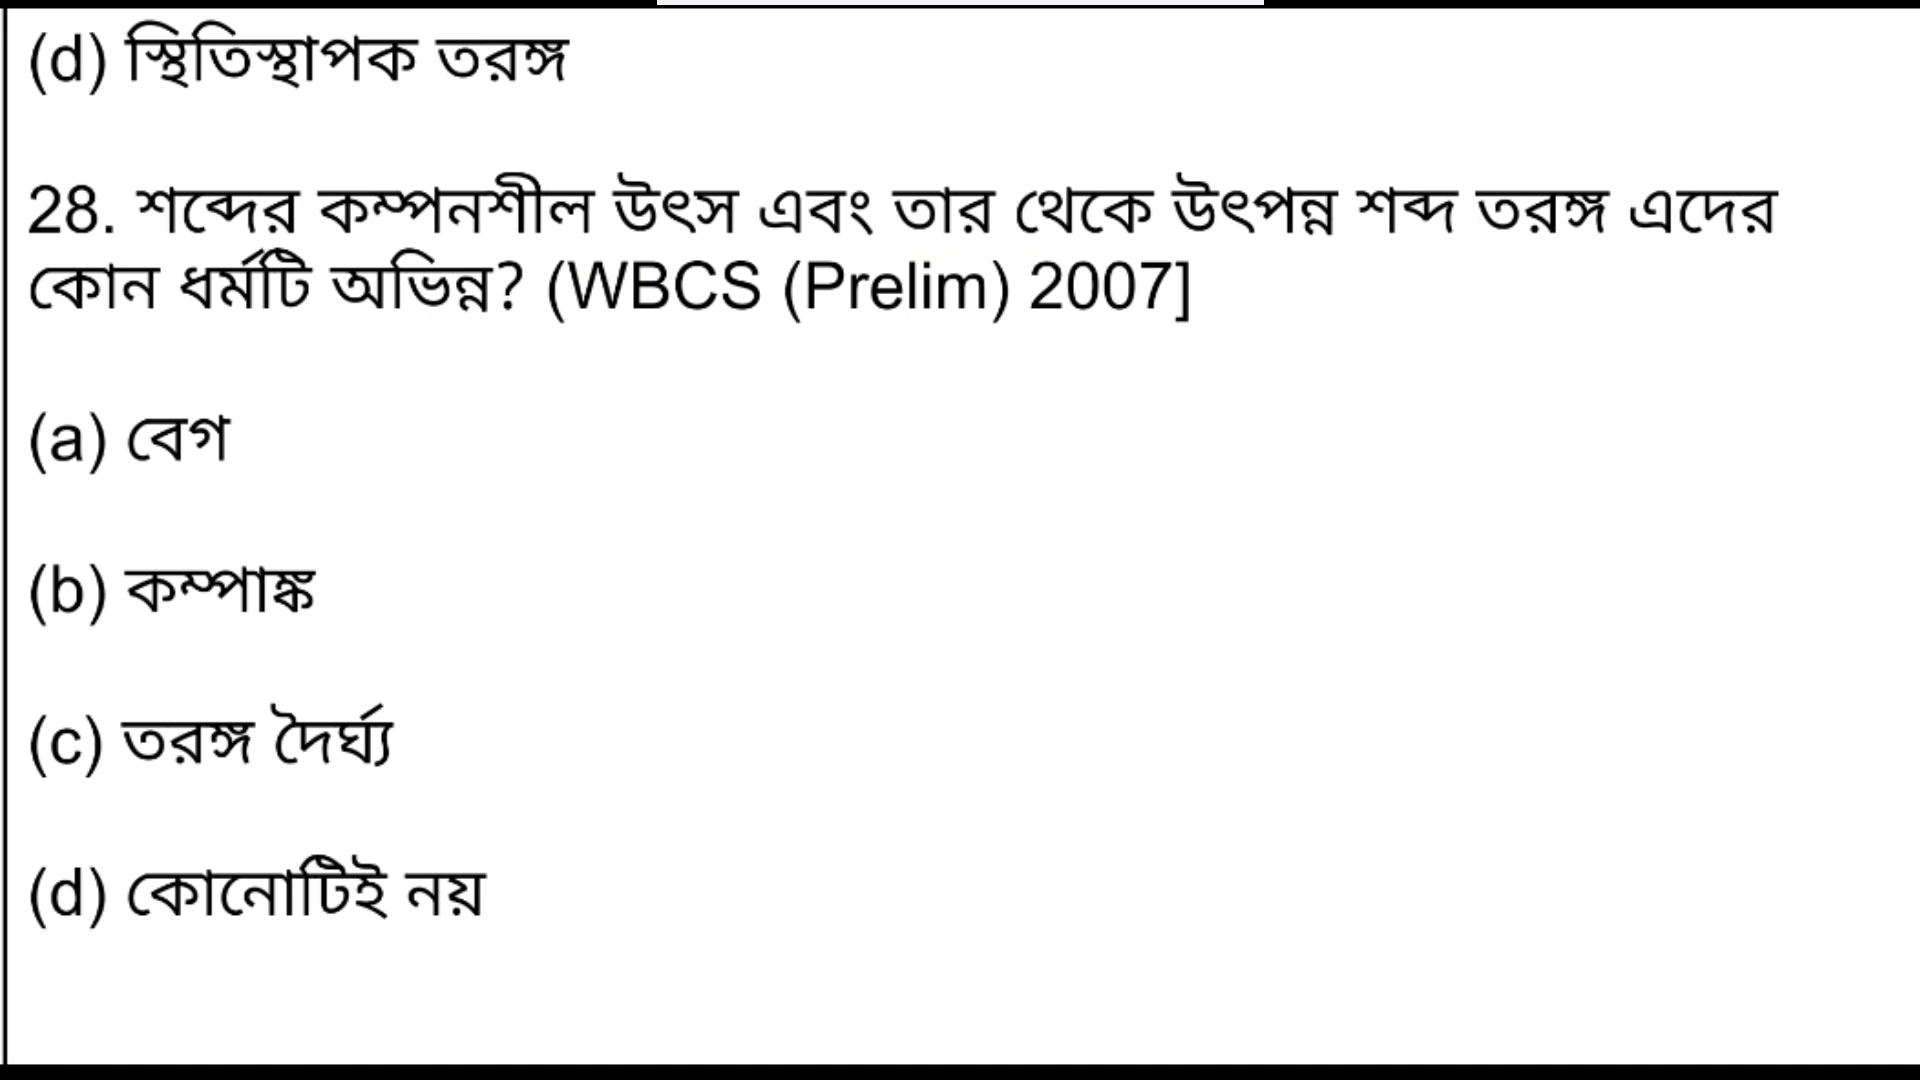 (d) স্থিতিস্থাপক তরঙ্গ
28. শব্দের কম্পনশীল উৎস এবং তার থেকে উৎপন্ন শব্দ তরঙ্গ এদের
কোন ধর্মটি অভিন্ন? (WBCS (Prelim) 2007]
(a) বেগ
(b) কম্পাঙ্ক
(c) তরঙ্গ দৈর্ঘ্য
(d) কোনোটিই নয়